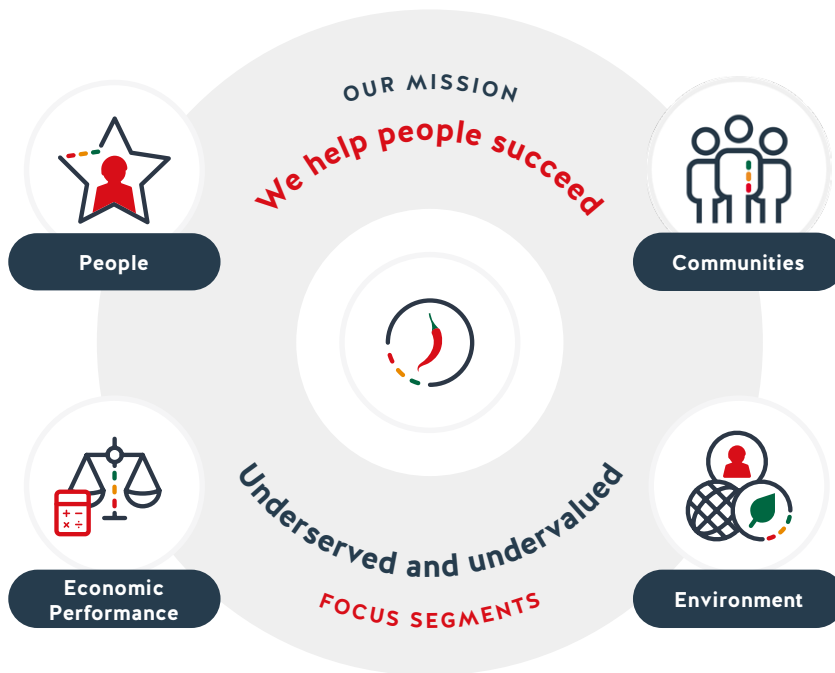 OUR MISSION
We help people succeed
People
Communities
Underserved and undervalued
FOCUS SEGMENTS
Economic
Performance
Environment